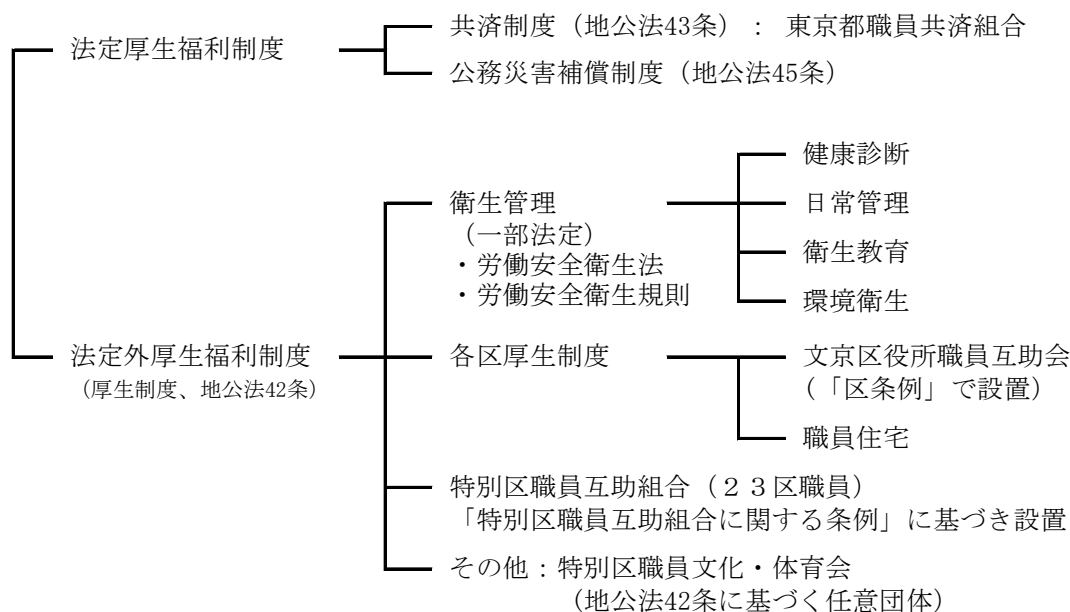 共済制度（地公法43条）： 東京都職員共済組合
法定厚生福利制度
公務災害補償制度（地公法45条）
健康診断
衛生管理
日常管理
（一部法定）
・労働安全衛生法
衛生教育
・労働安全衛生規則
環境衛生
法定外厚生福利制度
各区厚生制度
文京区役所職員互助会
（厚生制度、地公法42条）
（「区条例」で設置）
職員住宅
特別区職員互助組合（２３区職員）
「特別区職員互助組合に関する条例」に基づき設置
その他：特別区職員文化・体育会
（地公法42条に基づく任意団体）